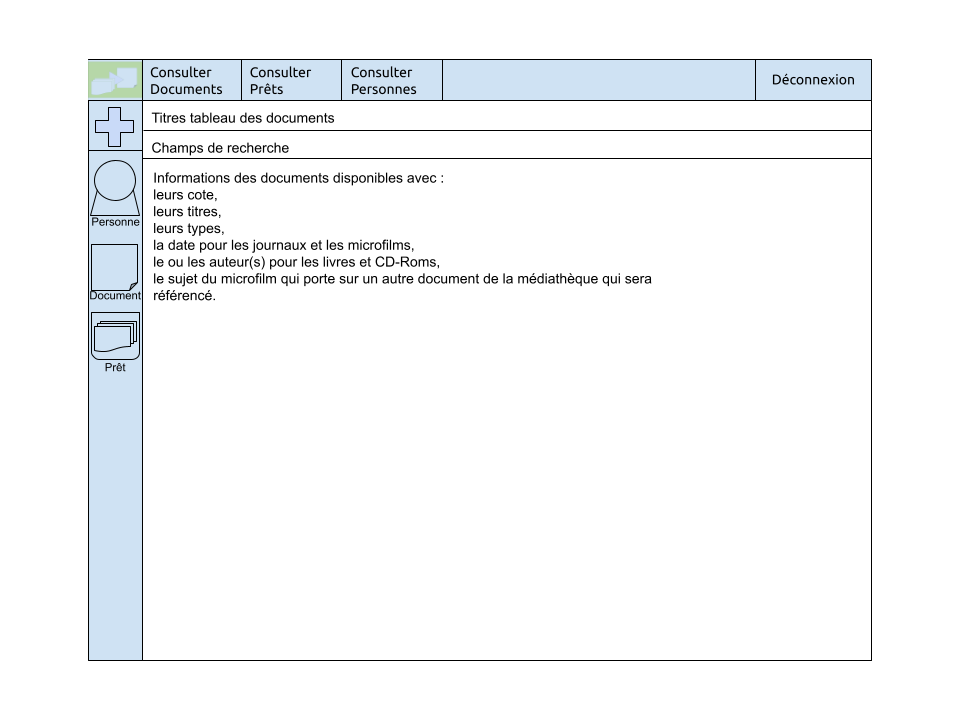 Consulter
Documents
Consulter
Prêts
Consulter
Personnes
Déconnexion
Titres tableau des documents
Champs de recherche
Personne
Document
Prêt
Informations des documents disponibles avec :
leurs cote,
leurs titres,
leurs types,
la date pour les journaux et les microfilms,
le ou les auteur(s) pour les livres et CD-Roms,
le sujet du microfilm qui porte sur un autre document de la médiathèque qui sera
référencé.